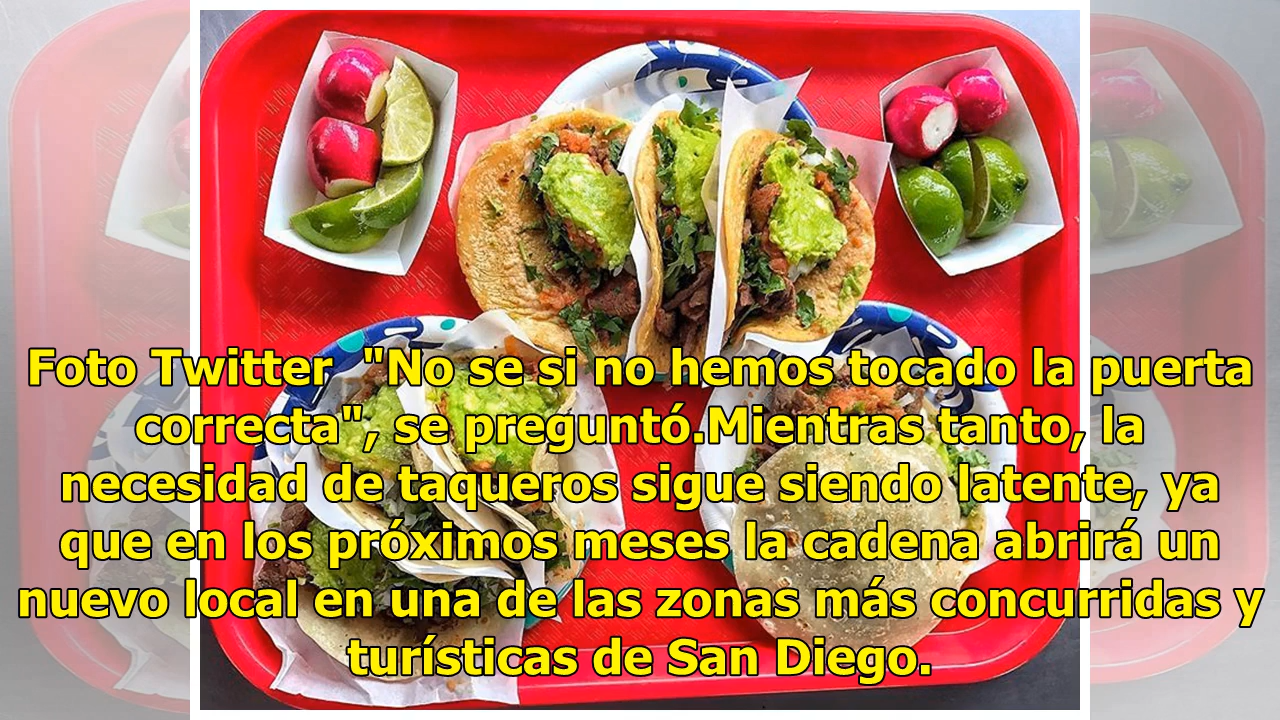 Foto Twitter  "No se si no hemos tocado la puerta
correcta", se preguntó.Mientras tanto, la
necesidad de taqueros sigue siendo latente, ya
que en los próximos meses la cadena abrirá un
nuevo local en una de las zonas más concurridas y
turísticas de San Diego.